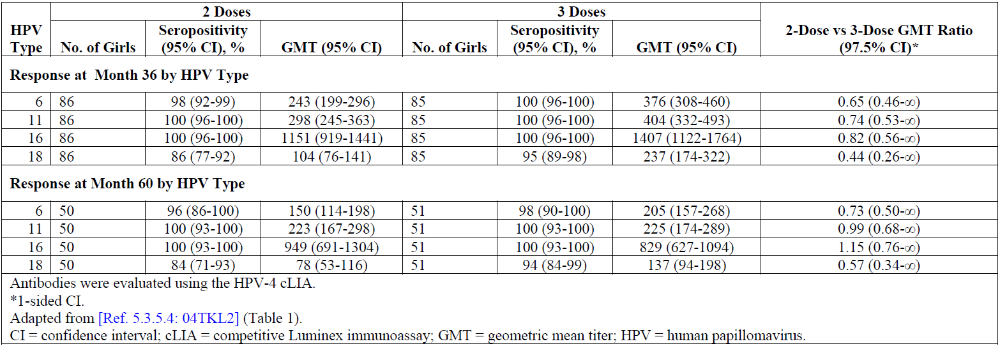 HPV Type | 2 Doses | 3 Doses | 2-Dose vs 3-Dose GMT Ratio (97.5% CI)*
No. of Girls | Seropositivity (95% CI), % | GMT (95% CI) | No. of Girls | Seropositivity (95% CI), % | GMT (95% CI)
Response at Month 36 by HPV Type
6 | 86 | 98 (92-99) | 243 (199-296) | 85 | 100 (96-100) | 376 (308-460) | 0.65 (0.46-∞)
11 | 86 | 100 (96-100) | 298 (245-363) | 85 | 100 (96-100) | 404 (332-493) | 0.74 (0.53-∞)
16 | 86 | 100 (96-100) | 1151 (919-1441) | 85 | 100 (96-100) | 1407 (1122-1764) | 0.82 (0.56-∞)
18 | 86 | 86 (77-92) | 104 (76-141) | 85 | 95 (89-98) | 237 (174-322) | 0.44 (0.26-∞)
Response at Month 60 by HPV Type
6 | 50 | 96 (86-100) | 150 (114-198) | 51 | 98 (90-100) | 205 (157-268) | 0.73 (0.50-∞)
11 | 50 | 100 (93-100) | 223 (167-298) | 51 | 100 (93-100) | 225 (174-289) | 0.99 (0.68-∞)
16 | 50 | 100 (93-100) | 949 (691-1304) | 51 | 100 (93-100) | 829 (627-1094) | 1.15 (0.76-∞)
18 | 50 | 84 (71-93) | 78 (53-116) | 51 | 94 (84-99) | 137 (94-198) | 0.57 (0.34-∞)
Antibodies were evaluated using the HPV-4 cLIA.
*1-sided CI.
Adapted from [Ref. 5.3.5.4: 04TKL2] (Table 1).
CI = confidence interval; cLIA = competitive Luminex immunoassay; GMT = geometric mean titer; HPV = human papillomavirus.